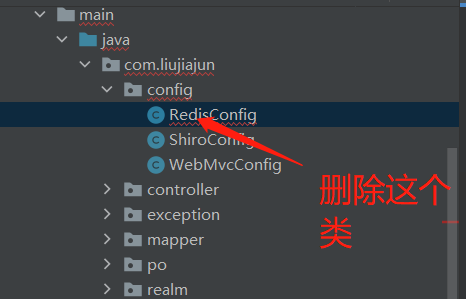 main
java
com.liujiajun
config
RedisConfig
ShiroConfig
WebMvcConfig
controller
exception
mapper
po
realm
删除这个
类